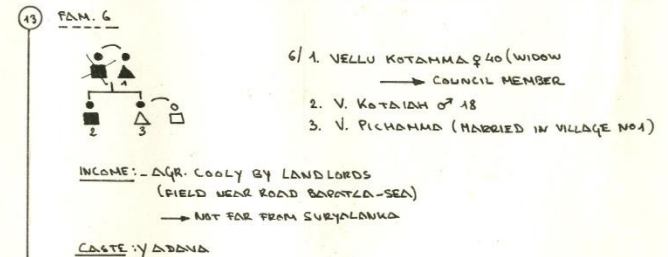 13 FAM. 6
6/ 1. VELLU KOTAMMA ♀ 40 (WIDOW
→ COUNCIL MEMBER
1
2. V. KOTAIAH ♂ 18
3. V. PICHAMMA (MARRIED IN VILLAGE NO1)
2 3
INCOME: - AGR. COOLY BY LANDLORDS
(FIELD NEAR ROAD BAPATLA-SEA)
→ NOT FAR FROM SURYALANKA
CASTE: YADAVA